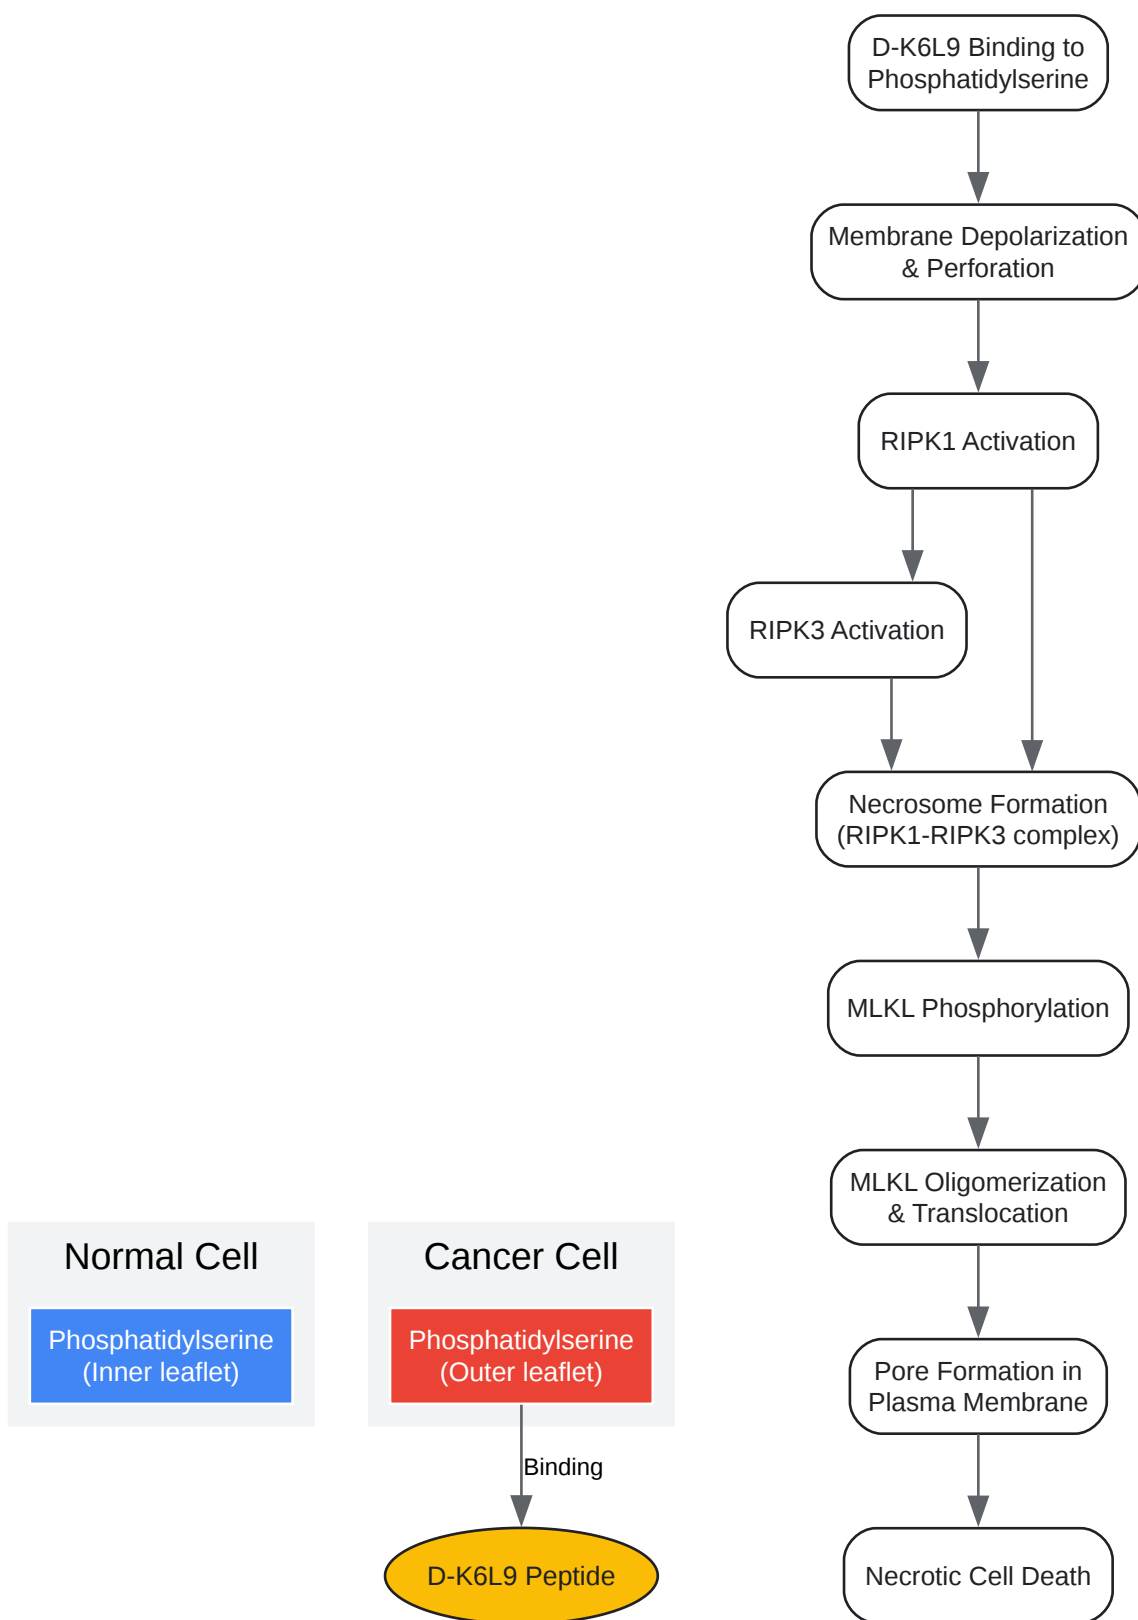 D-K6L9 Binding to
Phosphatidylserine
Membrane Depolarization
& Perforation
RIPK1 Activation
RIPK3 Activation
Necrosome Formation
(RIPK1-RIPK3 complex)
MLKL Phosphorylation
MLKL Oligomerization
& Translocation
Pore Formation in
Plasma Membrane
Necrotic Cell Death
Normal Cell
Phosphatidylserine
(Inner leaflet)
Cancer Cell
Phosphatidylserine
(Outer leaflet)
Binding
D-K6L9 Peptide